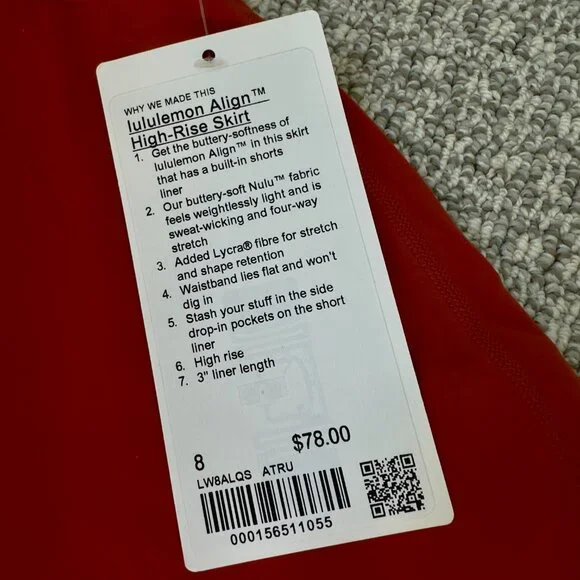 WHY WE MADE THIS
lululemon Align™
High-Rise Skirt
1. Get the buttery-softness of
lululemon Align™ in this skirt
that has a built-in shorts
liner
2. Our buttery-soft Nulu™ fabric
feels weightlessly light and is
sweat-wicking and four-way
stretch
3. Added Lycra® fibre for stretch
and shape retention
4. Waistband lies flat and won't
dig in
5. Stash your stuff in the side
drop-in pockets on the short
liner
6. High rise
7. 3" liner length
8 $78.00
LW8ALQS ATRU
000156511055